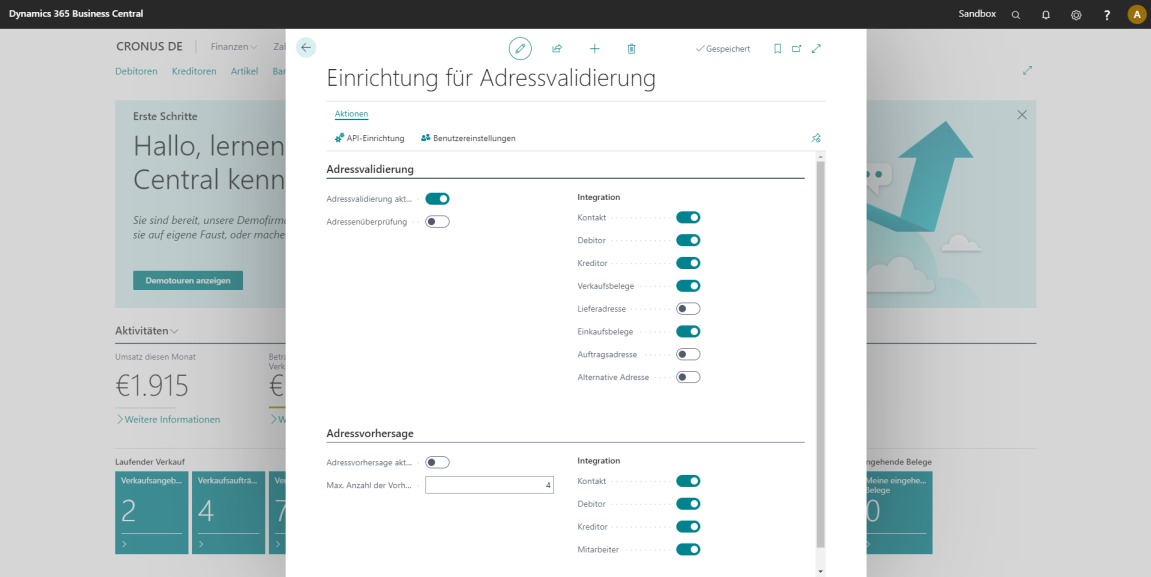 Dynamics 365 Business Central
Sandbox
?
A
CRONUS DE
Finanzen
Debitoren Kreditoren Artikel
Gespeichert
Einrichtung für Adressvalidierung
Aktionen
API-Einrichtung Benutzereinstellungen
Erste Schritte
Hallo, lernen
Central kenn
Sie sind bereit, unsere Demofirm
sie auf eigene Faust, oder mache
Demotouren anzeigen
Adressvalidierung
Adressvalidierung akt...
Adressenüberprüfung
Integration
Kontakt
Debitor
Kreditor
Verkaufsbelege
Lieferadresse
Einkaufsbelege
Auftragsadresse
Alternative Adresse
Aktivitäten
Umsatz diesen Monat
€1.915
€
Weitere Informationen
Adressvorhersage
Adressvorhersage akt...
Max. Anzahl der Vorh... 4
Integration
Kontakt
Debitor
Kreditor
Mitarbeiter
Laufender Verkauf
Verkaufsangeb...
2
Verkaufsaufträ...
4
7
ngehende Belege
Meine eingehe...
Belege
0